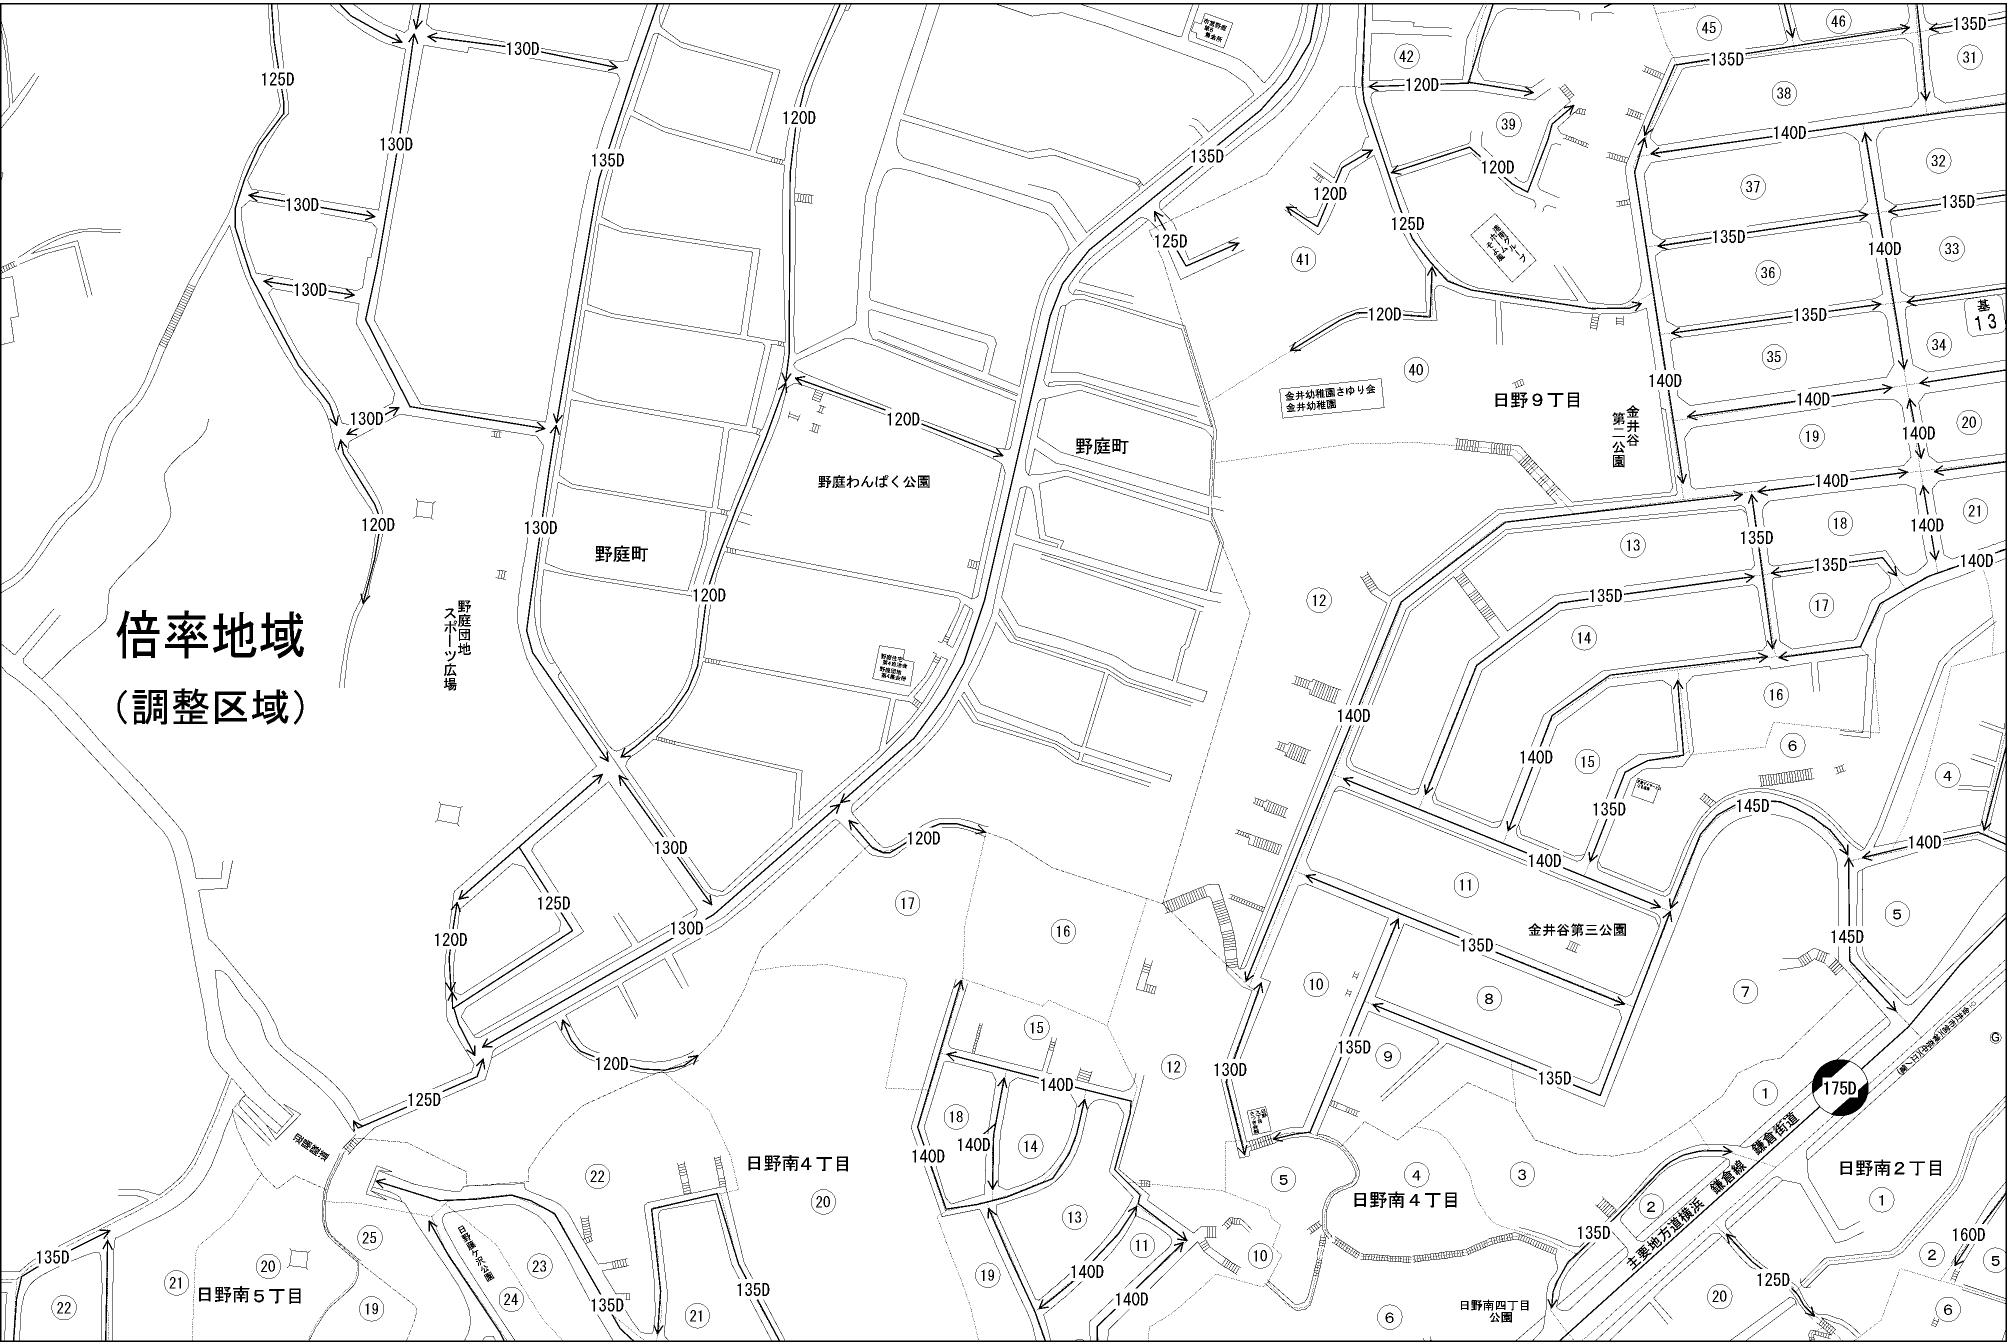 125D
130D
130D
135D
120D
市営野庭
第6
集会所
135D
42
120D
39
120D
45
46
135D
135D
31
38
140D
32
37
135D
130D
130D
125D
120D
125D
41
135D
140D
33
36
基
13
120D
135D
34
35
40
140D
140D
130D
120D
金井幼稚園さゆり会
金井幼稚園
日野9丁目
金井谷
第二公園
140D
20
19
140D
野庭町
野庭わんぱく公園
120D
130D
野庭町
18
140D
21
13
135D
135D
140D
120D
135D
12
17
14
倍率地域
(調整区域)
野庭団地
スポーツ広場
16
140D
140D
6
15
4
135D
145D
140D
130D
120D
140D
11
125D
17
金井谷第三公園
5
130D
120D
16
135D
145D
10
8
7
15
9
120D
12
130D
135D
135D
140D
125D
1
175D
18
14
140D
140D
主要地方道横浜 鎌倉線 鎌倉街道
日野南4丁目
22
20
5
4
日野南4丁目
3
日野南2丁目
1
2
13
11
10
25
日野南5丁目
20
21
135D
22
19
23
24
135D
21
135D
19
140D
140D
6
日野南四丁目
公園
135D
125D
20
160D
2
5
6
G